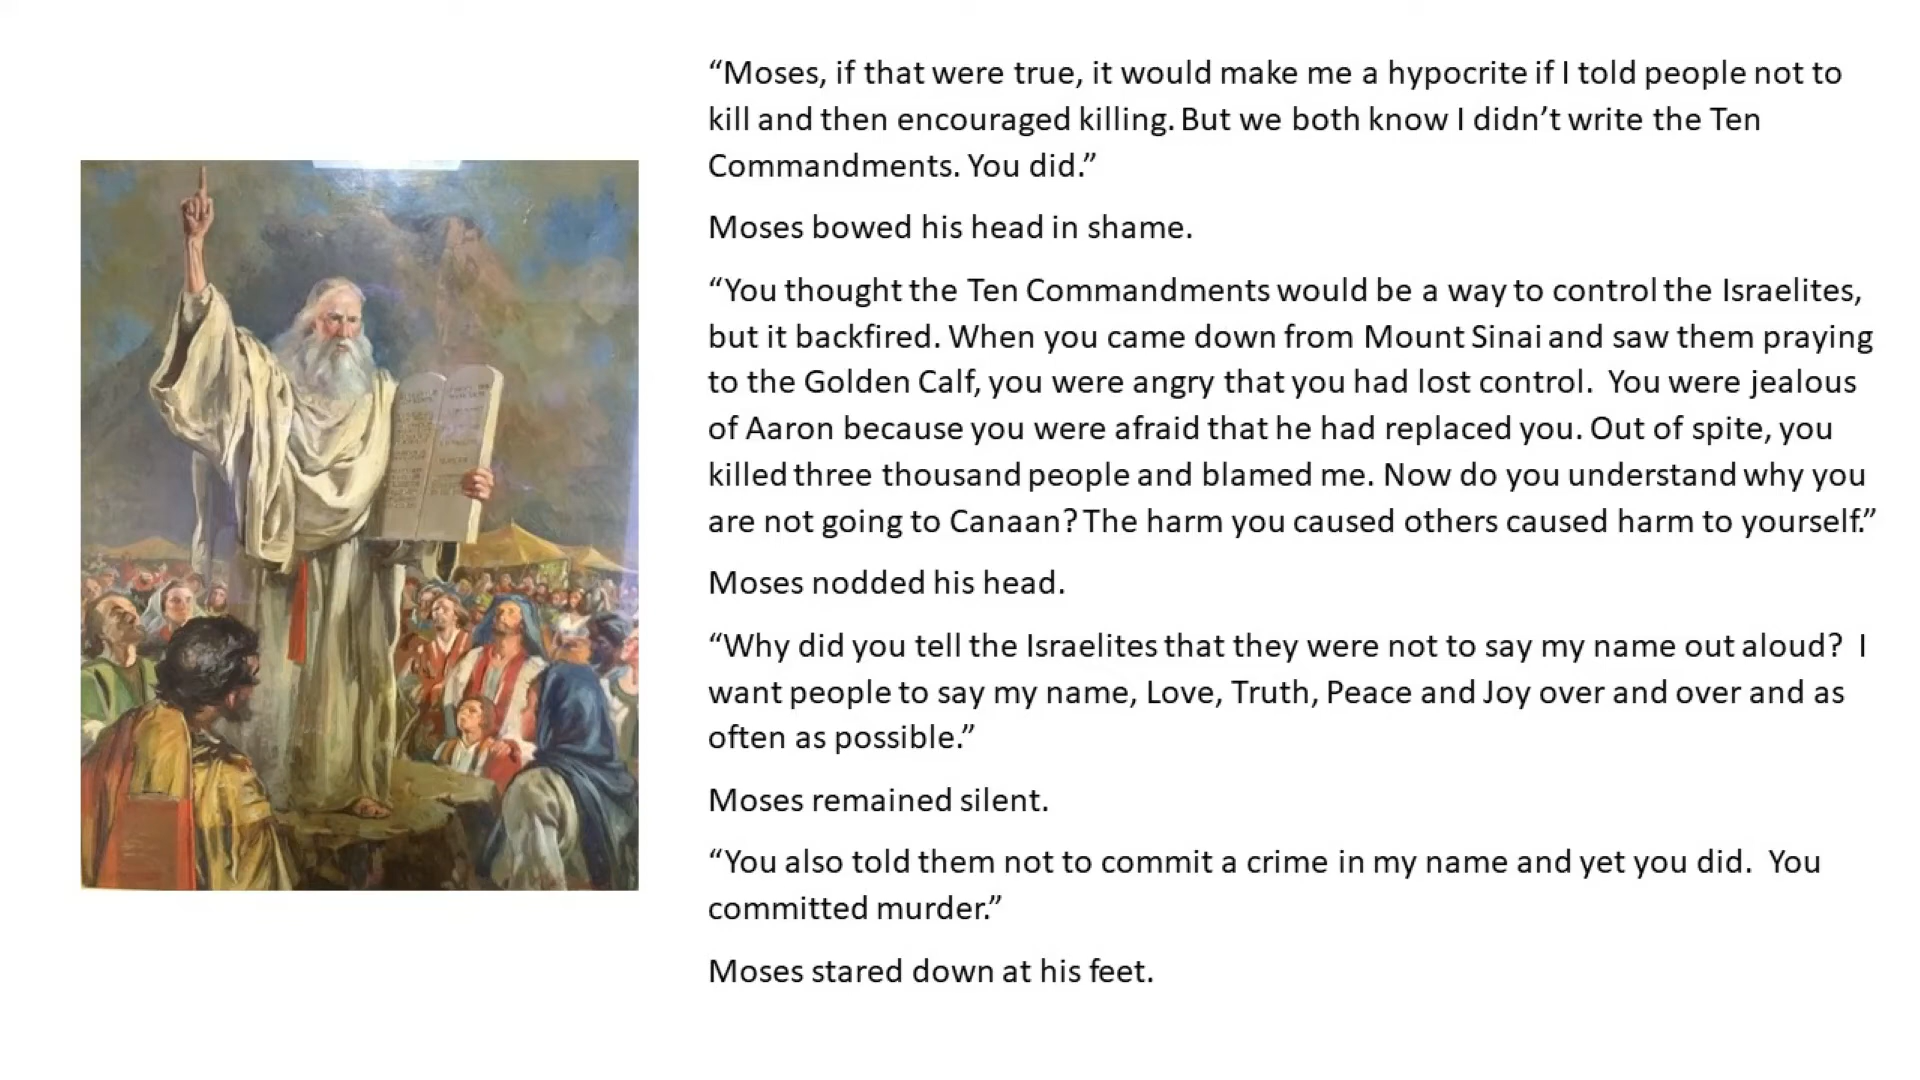 “Moses, if that were true, it would make me a hypocrite if I told people not to
kill and then encouraged killing. But we both know I didn’t write the Ten
Commandments. You did.”
Moses bowed his head in shame.
“You thought the Ten Commandments would be a way to control the Israelites,
but it backfired. When you came down from Mount Sinai and saw them praying
to the Golden Calf, you were angry that you had lost control.  You were jealous
of Aaron because you were afraid that he had replaced you. Out of spite, you
killed three thousand people and blamed me. Now do you understand why you
are not going to Canaan? The harm you caused others caused harm to yourself.”
Moses nodded his head.
“Why did you tell the Israelites that they were not to say my name out aloud?  I
want people to say my name, Love, Truth, Peace and Joy over and over and as
often as possible.”
Moses remained silent.
“You also told them not to commit a crime in my name and yet you did.  You
committed murder.”
Moses stared down at his feet.